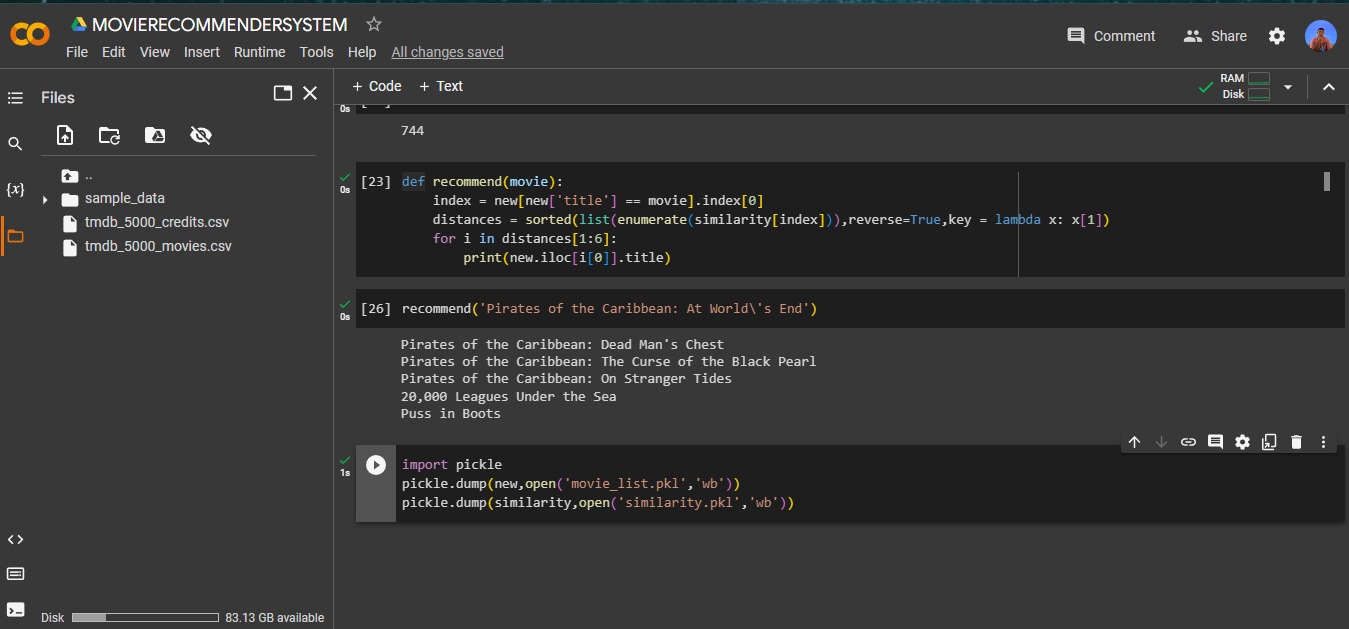 MOVIERECOMMENDERSYSTEM
File Edit View Insert Runtime Tools Help All changes saved
Comment
Share
Files
+ Code + Text
RAM
Disk
..
sample_data
tmdb_5000_credits.csv
tmdb_5000_movies.csv
0s
744
0s
[23] def recommend(movie):
index = new[new['title'] == movie].index[0]
distances = sorted(list(enumerate(similarity[index])),reverse=True,key = lambda x: x[1])
for i in distances[1:6]:
print(new.iloc[i[0]].title)
0s
[26] recommend('Pirates of the Caribbean: At World\'s End')
Pirates of the Caribbean: Dead Man's Chest
Pirates of the Caribbean: The Curse of the Black Pearl
Pirates of the Caribbean: On Stranger Tides
20,000 Leagues Under the Sea
Puss in Boots
1s
import pickle
pickle.dump(new,open('movie_list.pkl','wb'))
pickle.dump(similarity,open('similarity.pkl','wb'))
Disk 83.13 GB available